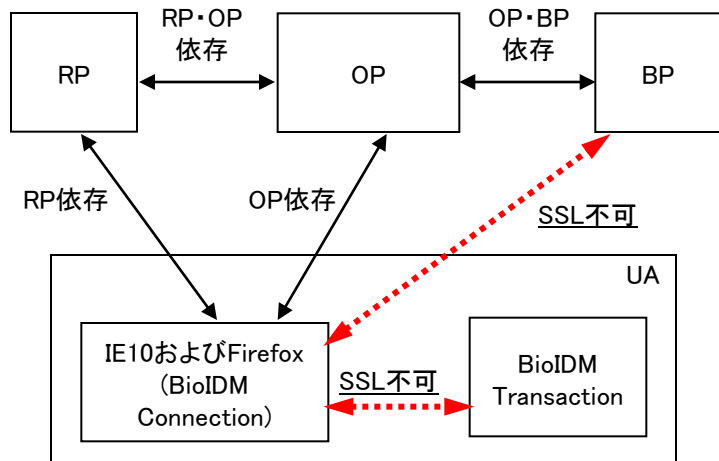 RP・OP
依存
OP・BP
依存
RP
OP
BP
RP依存
OP依存
SSL不可
UA
IE10およびFirefox
(BioIDM
Connection)
SSL不可
BioIDM
Transaction